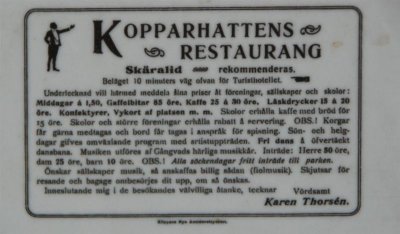 KOPPARHATTENS
RESTAURANG
Skäralid rekommenderas.
Beläget 10 minuters väg ofvan för Turisthotellet.
Undertecknad vill härmed meddela fina priser åt föreningar, sällskaper och skolor:
Middagar à 1,50, Gaffelbitar 85 öre, Kaffe 25 à 30 öre. Läskdrycker 15 à 20
öre. Konfektyrer, Vykort af platsen m. m. Skolor erhålla kaffe med bröd för
15 öre. Skolor och större föreningar erhålla rabatt å servering. OBS.! Korgar
får gärna medtagas och bord får tagas i anspråk för spisning. Sön- och helg-
dagar gifves omväxlande program med artistuppträden. Fri dans å öfvertäckt
dansbana. Musiken utföres af Gångvads härliga musikkår. Inträde: Herre 50 öre,
dam 25 öre, barn 10 öre. OBS.! Alla söckendagar fritt inträde till parken.
Önskar sällskaper musik, så anskaffas billig sådan (fiolmusik). Skjutsar för
resande och bagage ombesörjes dit upp, om så önskas.
Inneslutande mig i de besökandes välvilliga åtanke, tecknar Vördsamt
Karen Thorsén.